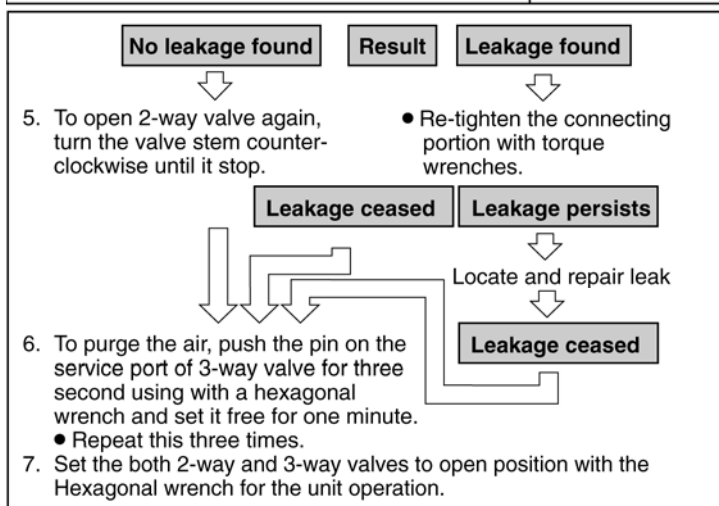 No leakage found
Result
Leakage found
5. To open 2-way valve again,
turn the valve stem counter-
clockwise until it stop.
● Re-tighten the connecting
portion with torque
wrenches.
Leakage ceased
Leakage persists
Locate and repair leak
Leakage ceased
6. To purge the air, push the pin on the
service port of 3-way valve for three
second using with a hexagonal
wrench and set it free for one minute.
● Repeat this three times.
7. Set the both 2-way and 3-way valves to open position with the
Hexagonal wrench for the unit operation.